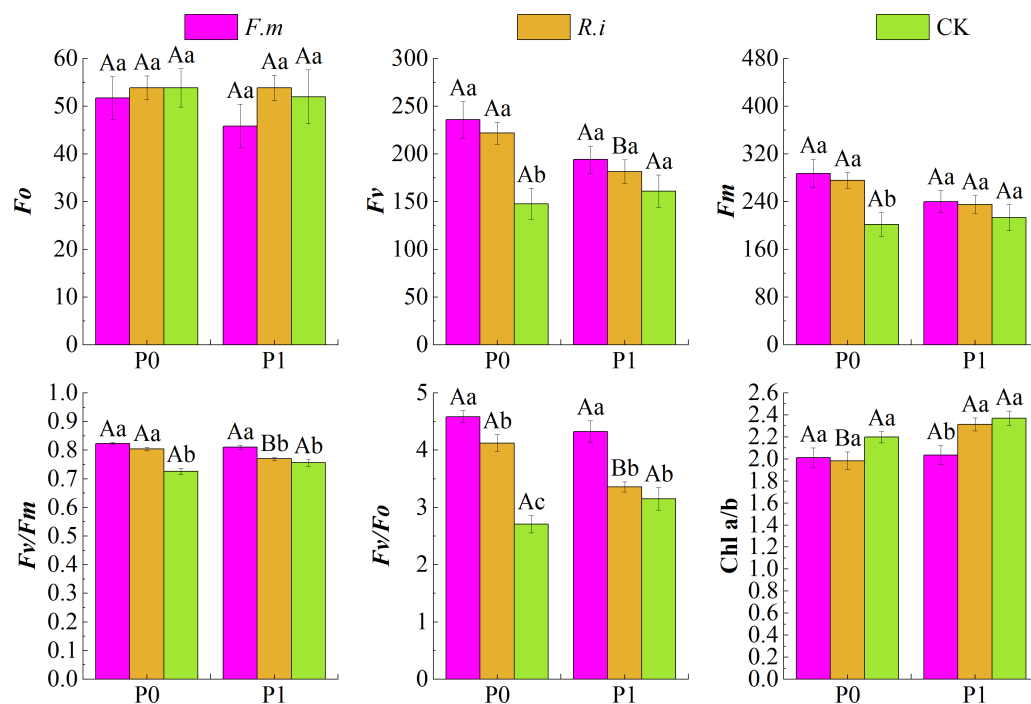 F.m R.i CK
Fo
60
50
40
30
20
10
0
Aa Aa Aa Aa Aa Aa
P0 P1
Fv
300
250
200
150
100
50
0
Aa Aa Ab Aa Ba Aa
P0 P1
Fm
480
400
320
240
160
80
0
Aa Aa Ab Aa Aa Aa
P0 P1
Fv/Fm
1.0
0.9
0.8
0.7
0.6
0.5
0.4
0.3
0.2
0.1
0.0
Aa Aa Ab Aa Bb Ab
P0 P1
Fv/Fo
5
4
3
2
1
0
Aa Ab Ac Aa Bb Ab
P0 P1
Chl a/b
2.6
2.4
2.2
2.0
1.8
1.6
1.4
1.2
1.0
0.8
0.6
0.4
0.2
0.0
Aa Ba Aa Ab Aa Aa
P0 P1